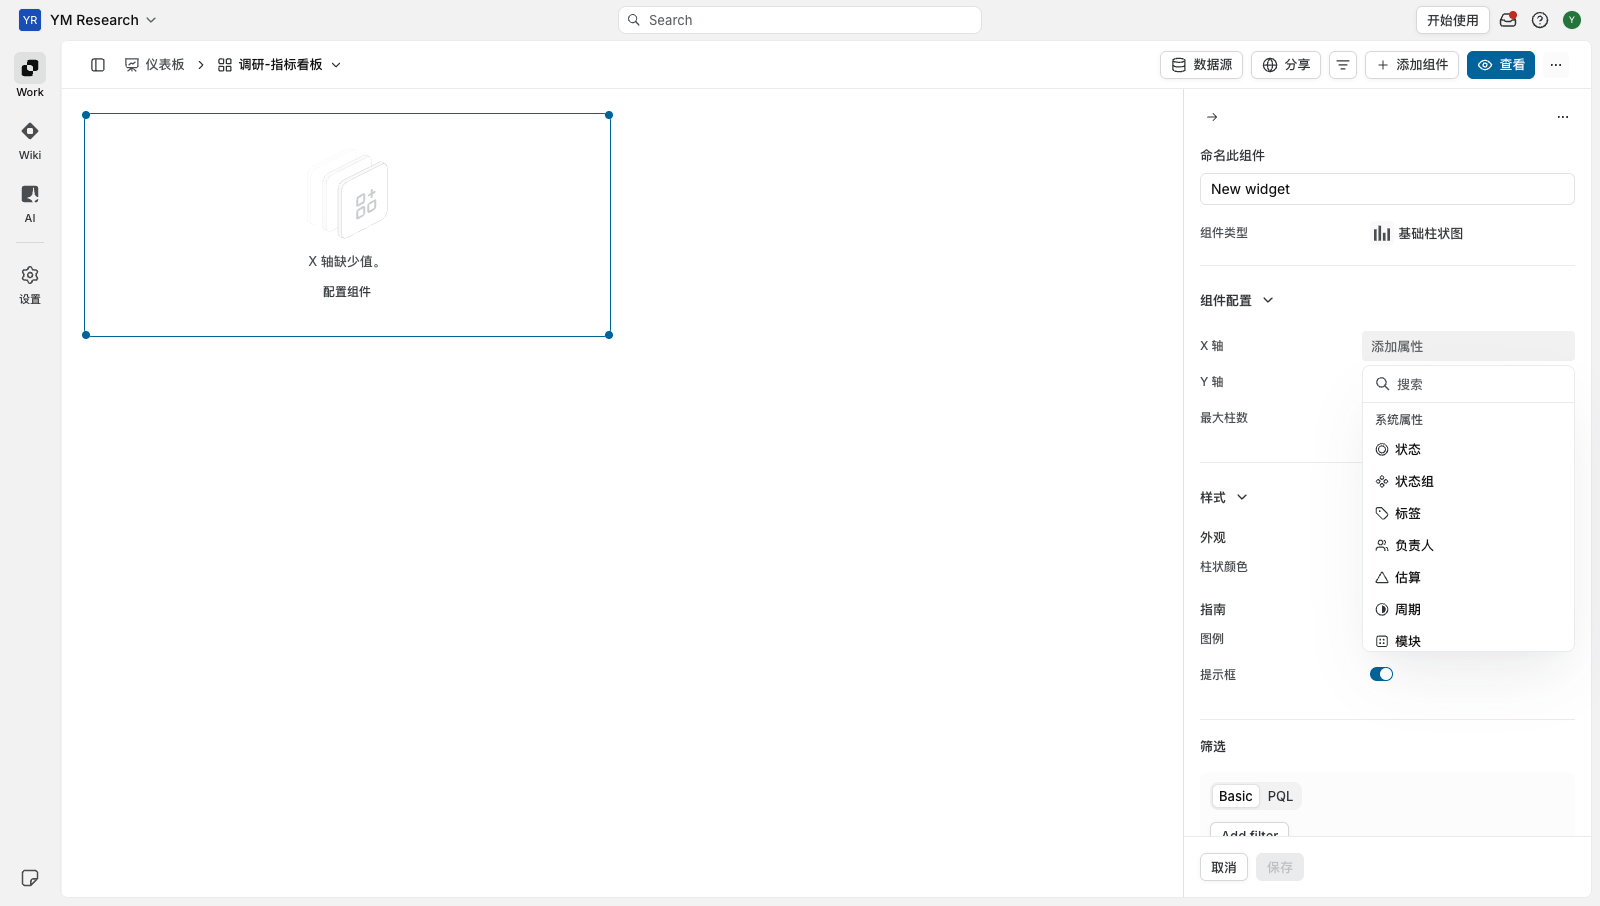 YR YM Research
Search
开始使用
Y
Work
Wiki
AI
设置
仪表板
调研-指标看板
数据源
分享
添加组件
查看
X 轴缺少值。
配置组件
命名此组件
New widget
组件类型
基础柱状图
组件配置
X 轴
添加属性
Y 轴
最大柱数
搜索
系统属性
状态
状态组
标签
负责人
估算
周期
模块
样式
外观
柱状颜色
指南
图例
提示框
筛选
Basic PQL
Add filter
取消
保存